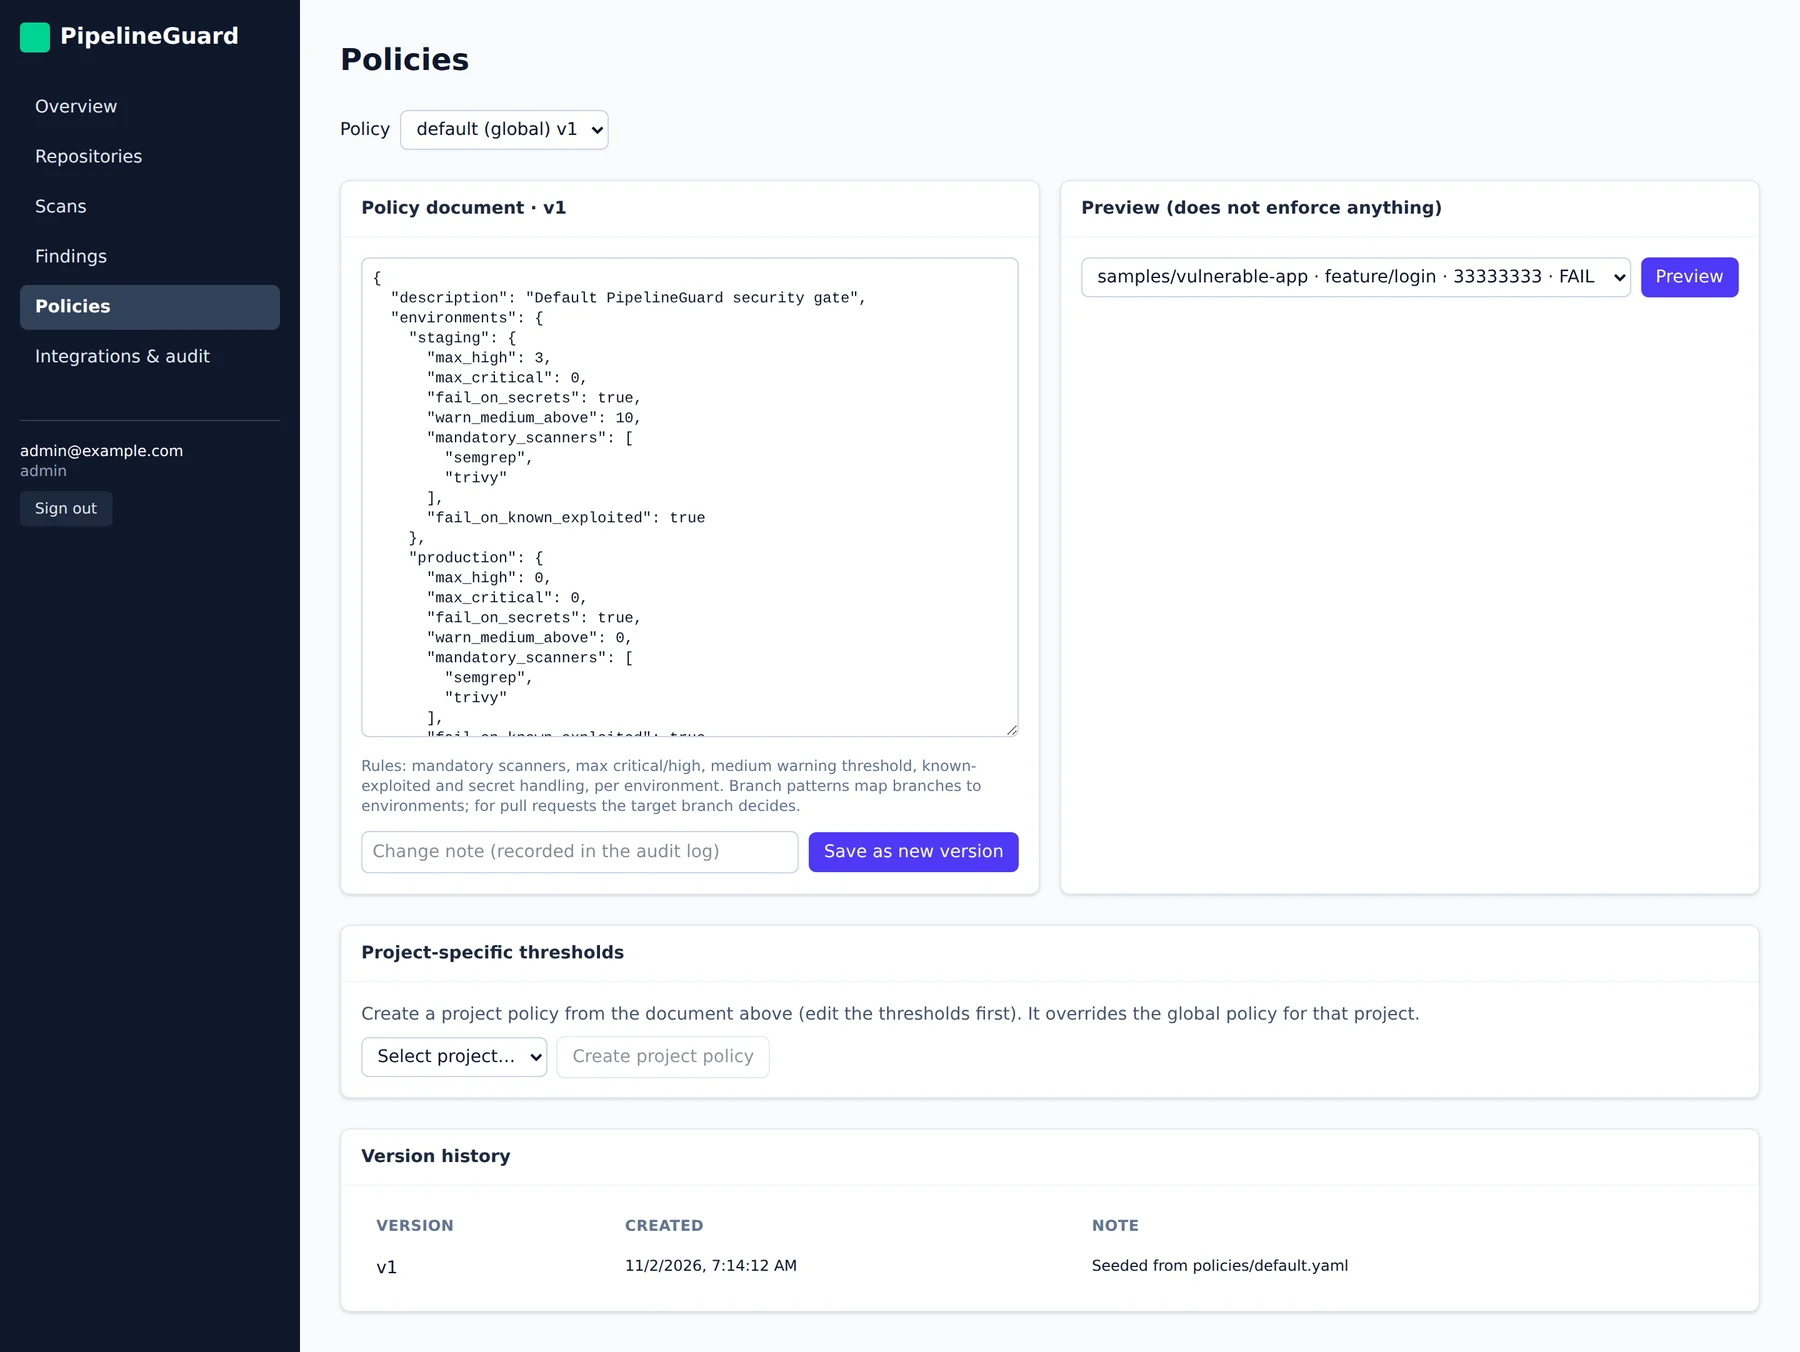 PipelineGuard
Overview
Repositories
Scans
Findings
Policies
Integrations & audit
admin@example.com
admin
Sign out
Policies
Policy
default (global) v1
Policy document · v1
{
  "description": "Default PipelineGuard security gate",
  "environments": {
    "staging": {
      "max_high": 3,
      "max_critical": 0,
      "fail_on_secrets": true,
      "warn_medium_above": 10,
      "mandatory_scanners": [
        "semgrep",
        "trivy"
      ],
      "fail_on_known_exploited": true
    },
    "production": {
      "max_high": 0,
      "max_critical": 0,
      "fail_on_secrets": true,
      "warn_medium_above": 0,
      "mandatory_scanners": [
        "semgrep",
        "trivy"
      ],
      "fail_on_known_exploited": true
Rules: mandatory scanners, max critical/high, medium warning threshold, known-
exploited and secret handling, per environment. Branch patterns map branches to
environments; for pull requests the target branch decides.
Change note (recorded in the audit log)
Save as new version
Preview (does not enforce anything)
samples/vulnerable-app · feature/login · 33333333 · FAIL
Preview
Project-specific thresholds
Create a project policy from the document above (edit the thresholds first). It overrides the global policy for that project.
Select project...
Create project policy
Version history
VERSION CREATED NOTE
v1 11/2/2026, 7:14:12 AM Seeded from policies/default.yaml